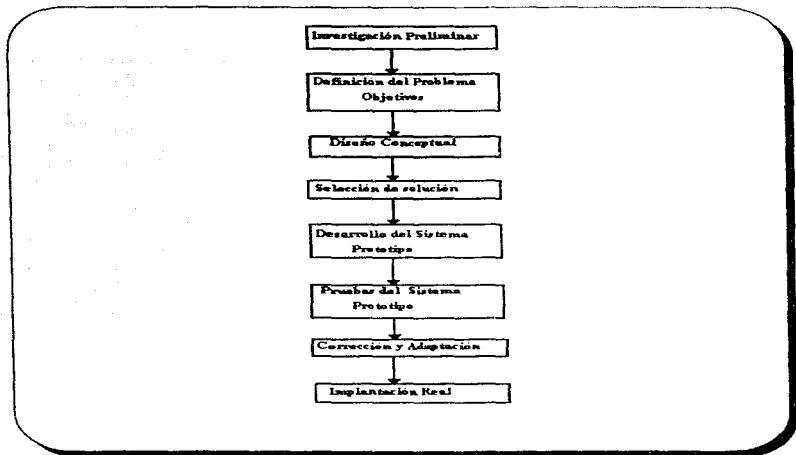 Investigación Preliminar
Definición del Problema
Objetivos
Diseño Conceptual
Selección de solución
Desarrollo del Sistema
Prototipo
Pruebas del Sistema
Prototipo
Corrección y Adaptación
Implantación Real